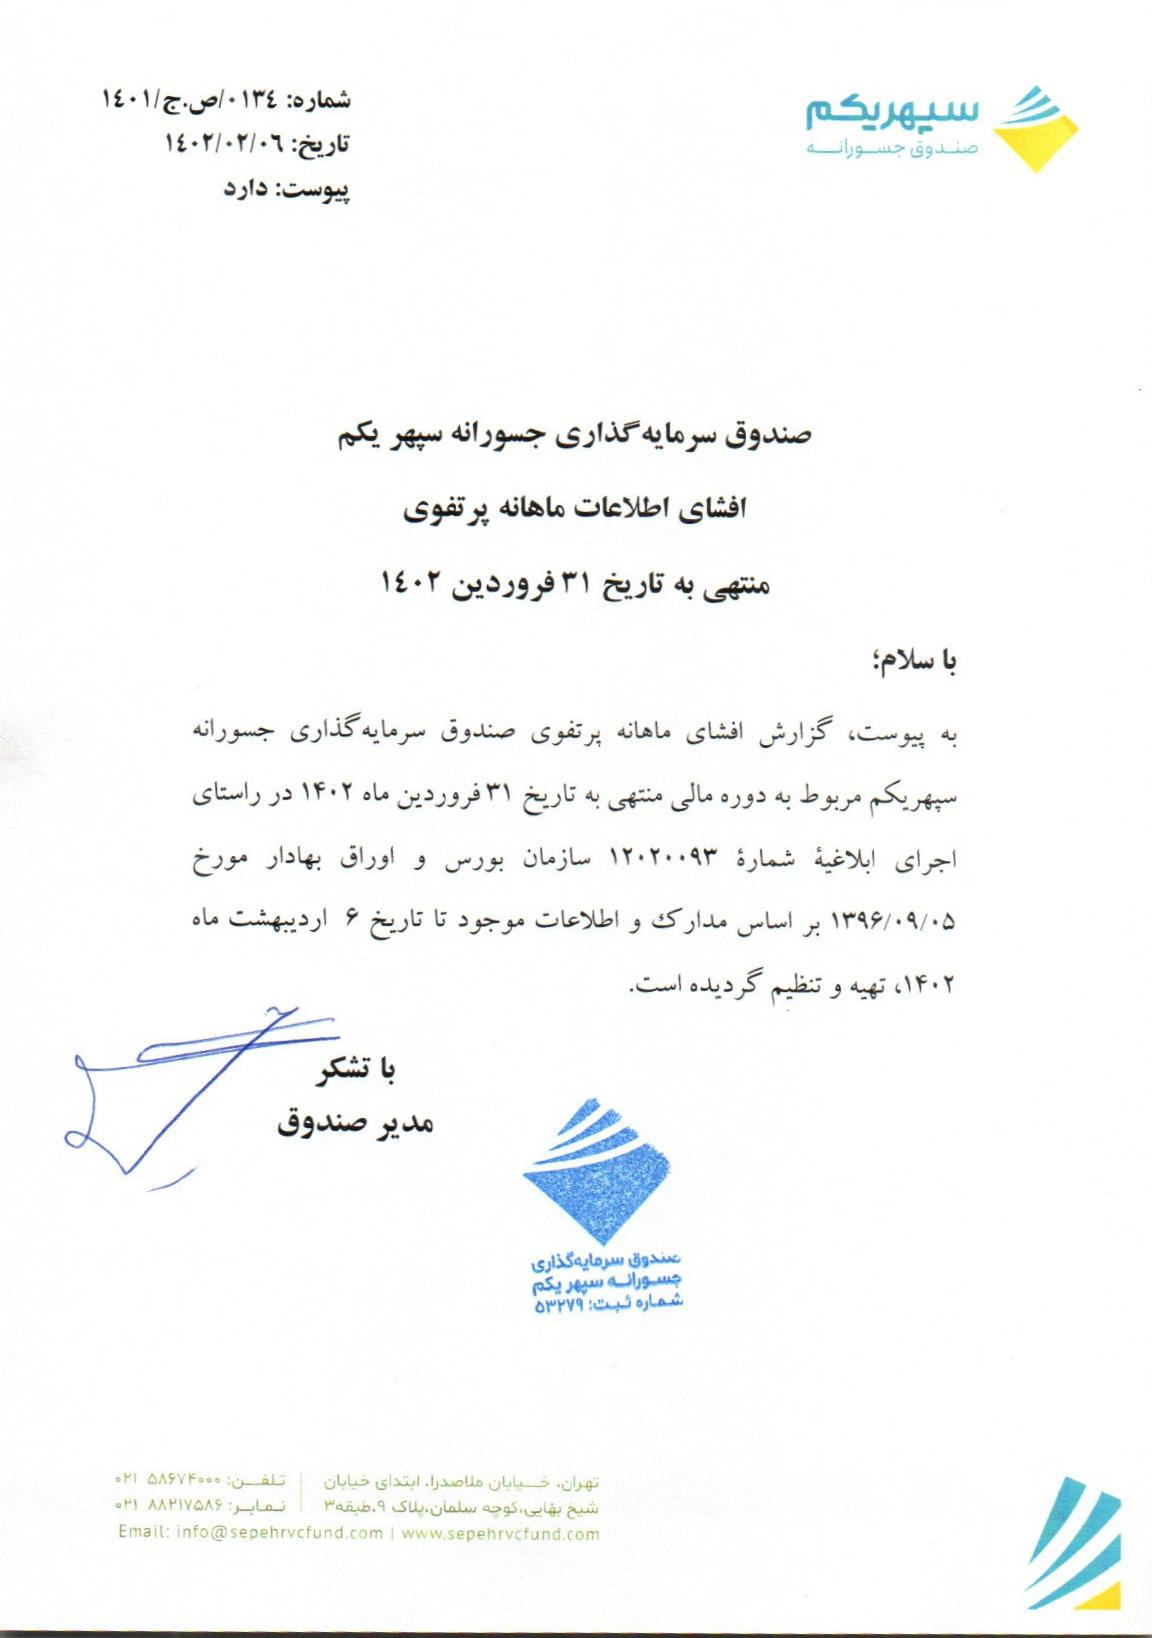 سپهریکم
صندوق جسورانه
شماره: ۰۱۳٤/ص.ج/۱٤۰۱
تاریخ: ۱٤۰۲/۰۲/۰٦
پیوست: دارد
صندوق سرمایه‌گذاری جسورانه سپهر یکم
افشای اطلاعات ماهانه پرتفوی
منتهی به تاریخ ۳۱ فروردین ۱٤۰۲
با سلام؛
به پیوست، گزارش افشای ماهانه پرتفوی صندوق سرمایه‌گذاری جسورانه
سپهریکم مربوط به دوره مالی منتهی به تاریخ ۳۱ فروردین ماه ۱۴۰۲ در راستای
اجرای ابلاغیهٔ شمارهٔ ۱۲۰۲۰۰۹۳ سازمان بورس و اوراق بهادار مورخ
۱۳۹۶/۰۹/۰۵ بر اساس مدارک و اطلاعات موجود تا تاریخ ۶ اردیبهشت ماه
۱۴۰۲، تهیه و تنظیم گردیده است.
با تشکر
مدیر صندوق
صندوق سرمایه‌گذاری
جسورانه سپهر یکم
شماره ثبت: ۵۳۲۷۹
تهران، خیابان ملاصدرا، ابتدای خیابان
شیخ بهایی،کوچه سلمان،پلاک ۹،طبقه۳
تلفن: ۵۸۶۷۴۰۰۰ ۰۲۱
نمابر: ۸۸۲۱۷۵۸۶ ۰۲۱
Email: info@sepehrvcfund.com | www.sepehrvcfund.com